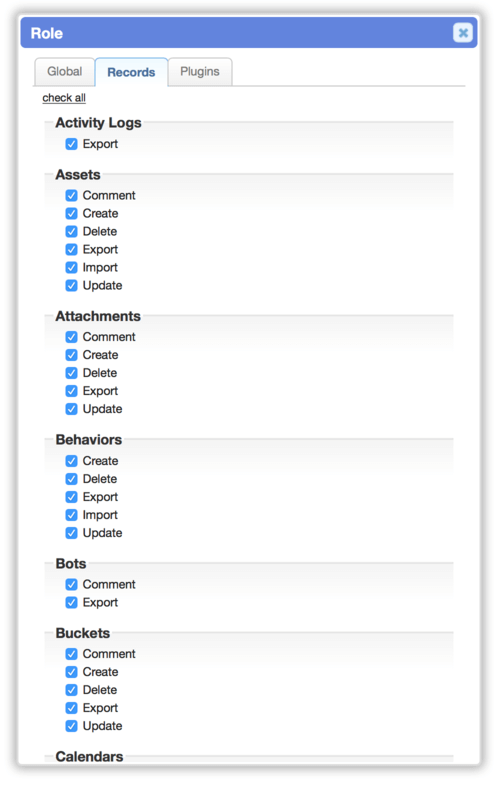 Role
Global Records Plugins
check all
Activity Logs
Export
Assets
Comment
Create
Delete
Export
Import
Update
Attachments
Comment
Create
Delete
Export
Update
Behaviors
Create
Delete
Export
Import
Update
Bots
Comment
Export
Buckets
Comment
Create
Delete
Export
Update
Calendars